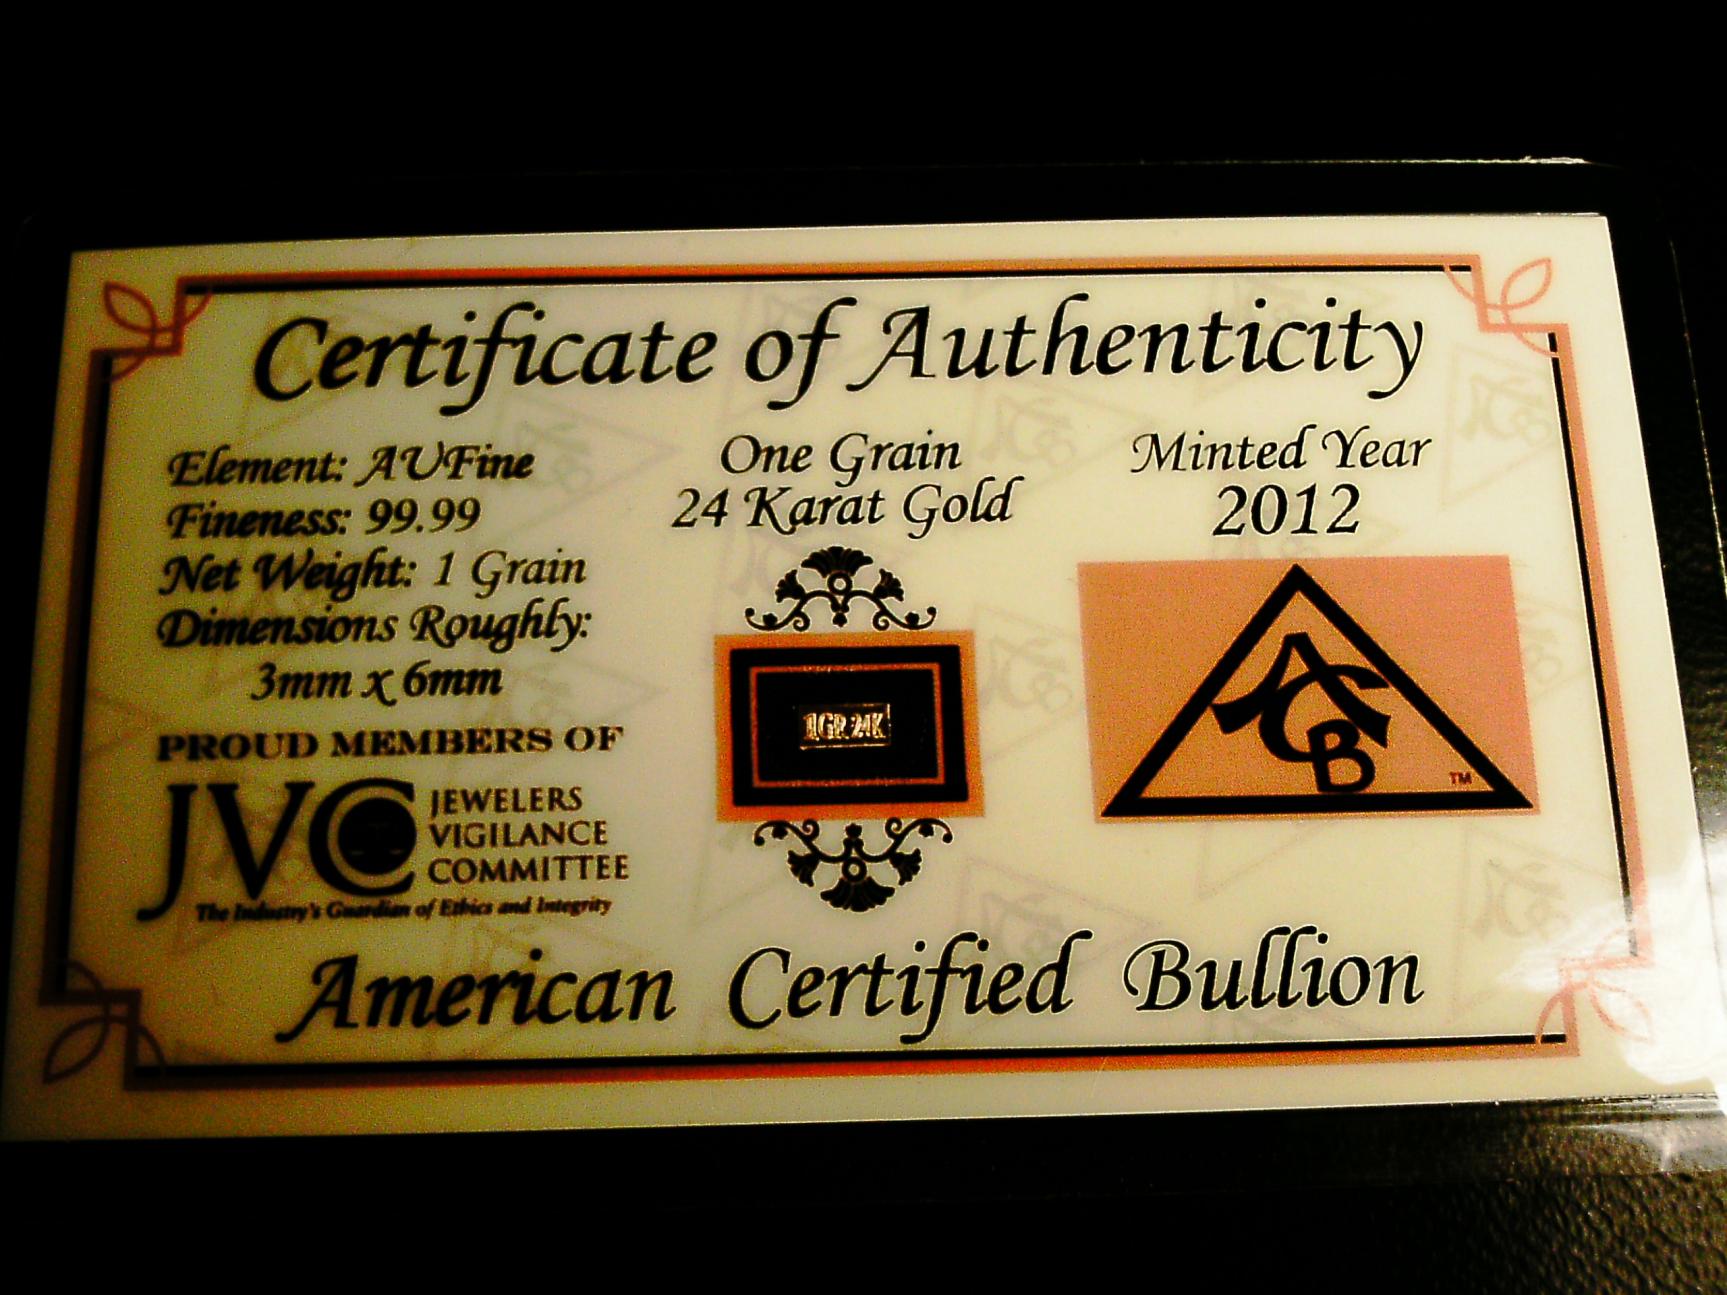 Certificate of Authenticity
Element: AUFine
Fineness: 99.99
Net Weight: 1 Grain
Dimensions Roughly:
3mm x 6mm
PROUD MEMBERS OF
JVC
JEWELERS
VIGILANCE
COMMITTEE
The Industry's Guardian of Ethics and Integrity
One Grain
24 Karat Gold
1GR 24K
Minted Year
2012
ACB
TM
American Certified Bullion